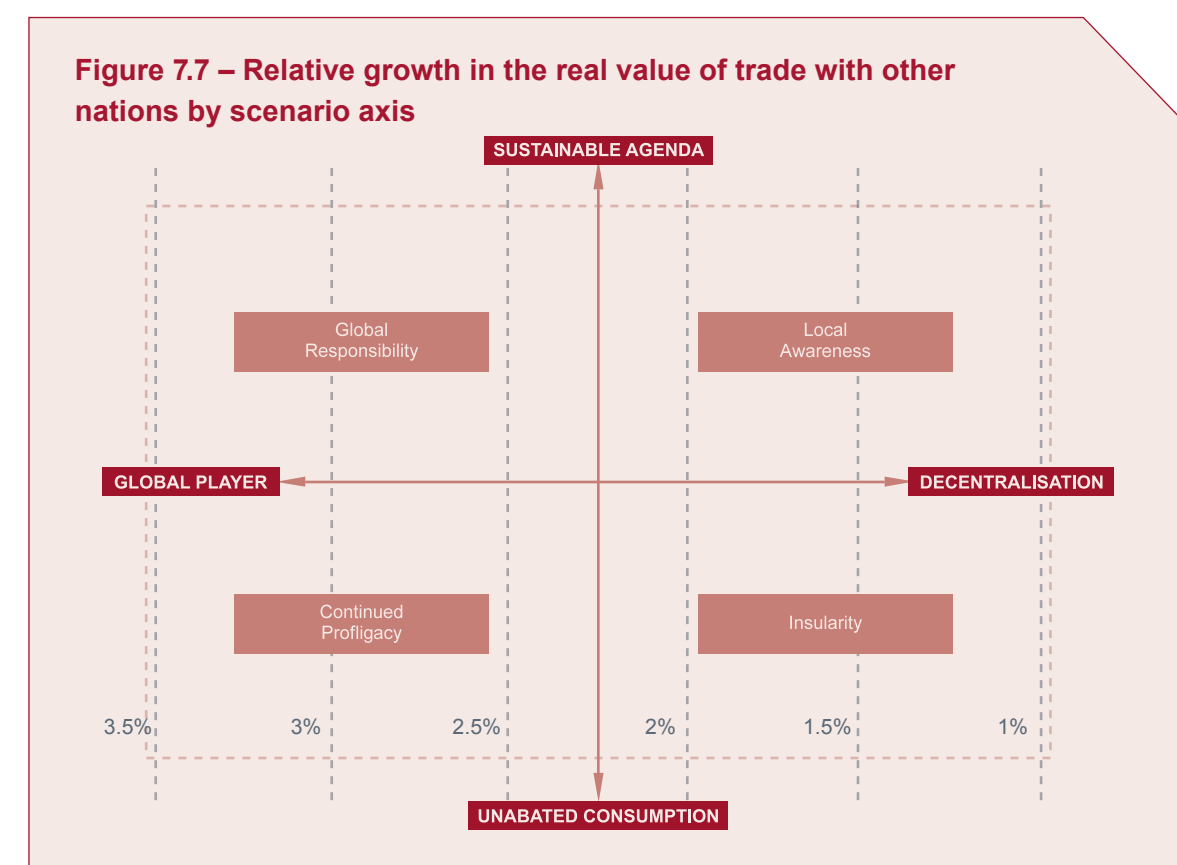 Figure 7.7 – Relative growth in the real value of trade with other
nations by scenario axis
SUSTAINABLE AGENDA
Global
Responsibility
Local
Awareness
GLOBAL PLAYER
DECENTRALISATION
Continued
Profligacy
Insularity
3.5%
3%
2.5%
2%
1.5%
1%
UNABATED CONSUMPTION